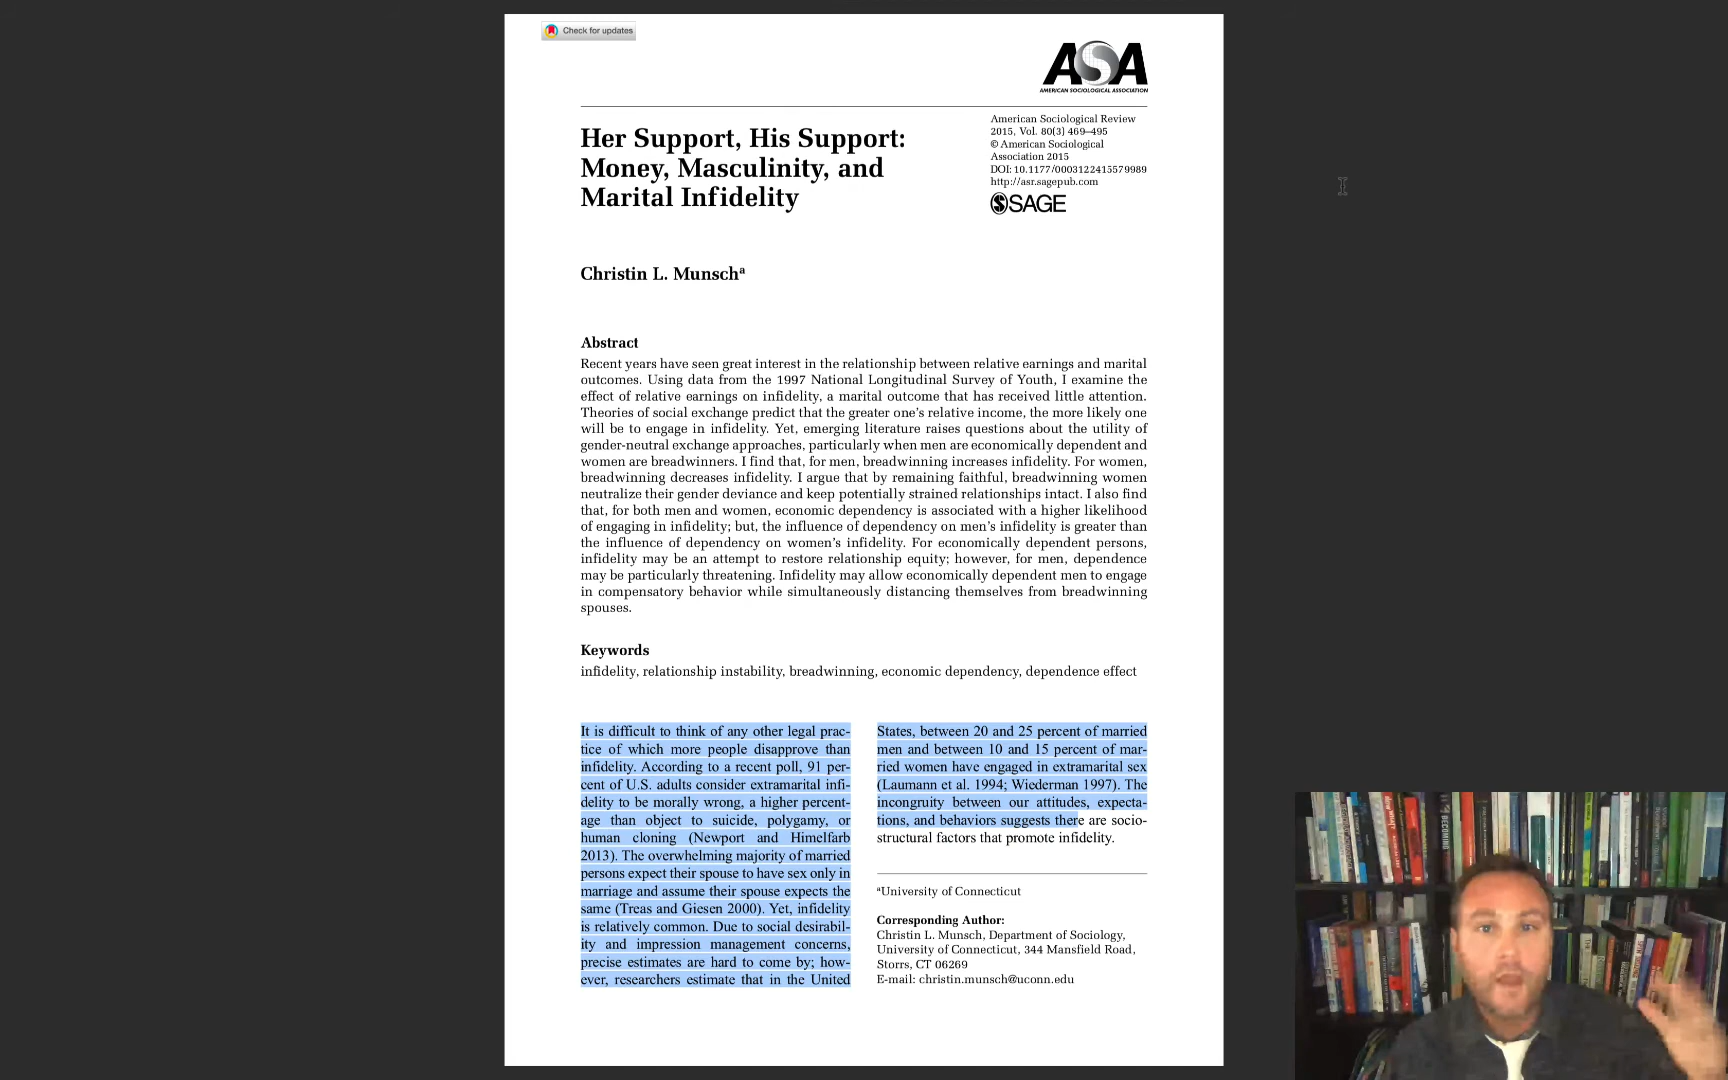 Check for updates
ASA
AMERICAN SOCIOLOGICAL ASSOCIATION
Her Support, His Support:
Money, Masculinity, and
Marital Infidelity
American Sociological Review
2015, Vol. 80(3) 469–495
© American Sociological
Association 2015
DOI: 10.1177/0003122415579989
http://asr.sagepub.com
SAGE
Christin L. Munschᵃ
Abstract
Recent years have seen great interest in the relationship between relative earnings and marital
outcomes. Using data from the 1997 National Longitudinal Survey of Youth, I examine the
effect of relative earnings on infidelity, a marital outcome that has received little attention.
Theories of social exchange predict that the greater one’s relative income, the more likely one
will be to engage in infidelity. Yet, emerging literature raises questions about the utility of
gender-neutral exchange approaches, particularly when men are economically dependent and
women are breadwinners. I find that, for men, breadwinning increases infidelity. For women,
breadwinning decreases infidelity. I argue that by remaining faithful, breadwinning women
neutralize their gender deviance and keep potentially strained relationships intact. I also find
that, for both men and women, economic dependency is associated with a higher likelihood
of engaging in infidelity; but, the influence of dependency on men’s infidelity is greater than
the influence of dependency on women’s infidelity. For economically dependent persons,
infidelity may be an attempt to restore relationship equity; however, for men, dependence
may be particularly threatening. Infidelity may allow economically dependent men to engage
in compensatory behavior while simultaneously distancing themselves from breadwinning
spouses.
Keywords
infidelity, relationship instability, breadwinning, economic dependency, dependence effect
It is difficult to think of any other legal prac-
tice of which more people disapprove than
infidelity. According to a recent poll, 91 per-
cent of U.S. adults consider extramarital infi-
delity to be morally wrong, a higher percent-
age than object to suicide, polygamy, or
human cloning (Newport and Himelfarb
2013). The overwhelming majority of married
persons expect their spouse to have sex only in
marriage and assume their spouse expects the
same (Treas and Giesen 2000). Yet, infidelity
is relatively common. Due to social desirabil-
ity and impression management concerns,
precise estimates are hard to come by; how-
ever, researchers estimate that in the United
States, between 20 and 25 percent of married
men and between 10 and 15 percent of mar-
ried women have engaged in extramarital sex
(Laumann et al. 1994; Wiederman 1997). The
incongruity between our attitudes, expecta-
tions, and behaviors suggests there are socio-
structural factors that promote infidelity.
ᵃUniversity of Connecticut
Corresponding Author:
Christin L. Munsch, Department of Sociology,
University of Connecticut, 344 Mansfield Road,
Storrs, CT 06269
E-mail: christin.munsch@uconn.edu
BECOMING